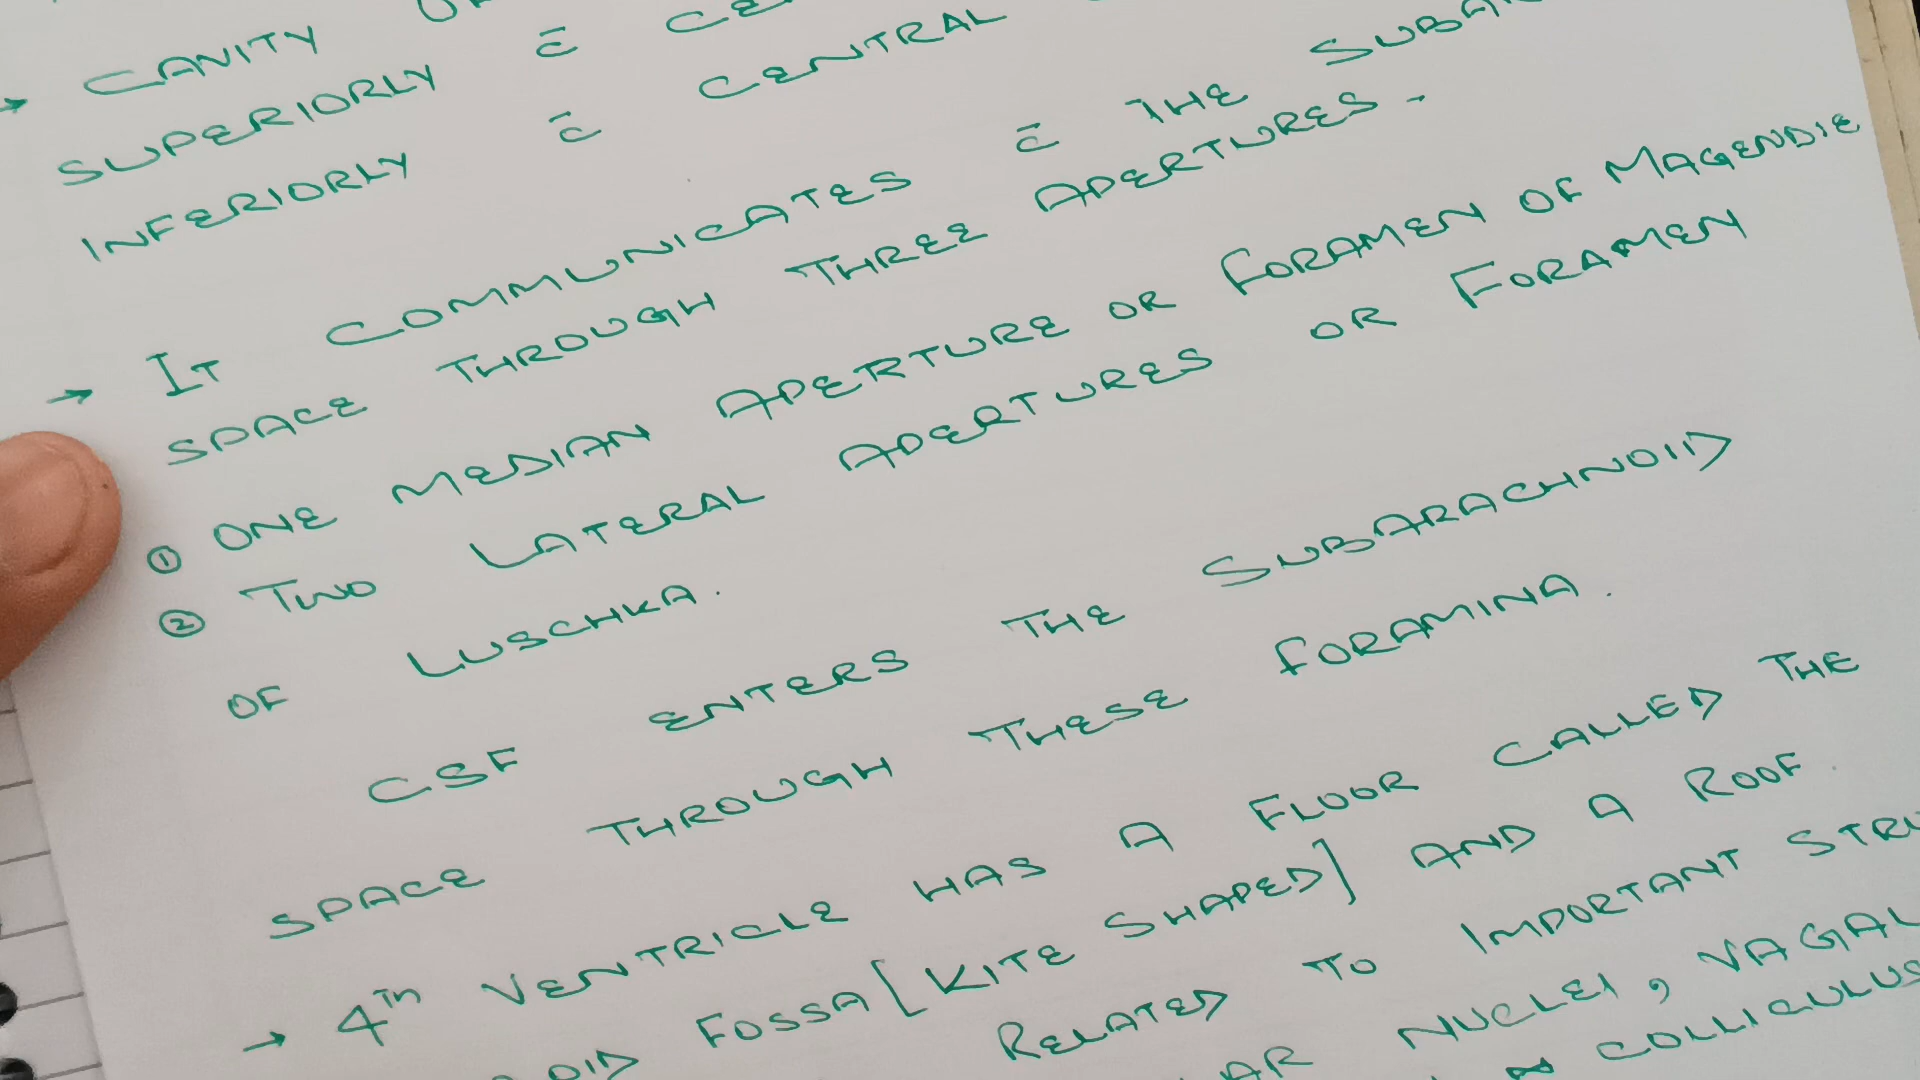 → CAVITY
SUPERIORLY c̄
INFERIORLY c̄ CENTRAL
→ IT COMMUNICATES c̄ THE
SPACE THROUGH THREE APERTURES -
① ONE MEDIAN APERTURE OR FORAMEN OF MAGENDIE
② TWO LATERAL APERTURES OR FORAMEN
OF LUSCHKA.
CSF ENTERS THE SUBARACHNOID
SPACE THROUGH THESE FORAMINA.
→ 4TH VENTRICLE HAS A FLOOR CALLED THE
FOSSA [KITE SHAPED] AND A ROOF.
RELATED TO IMPORTANT
NUCLEI, VAGAL
COLLICULUS